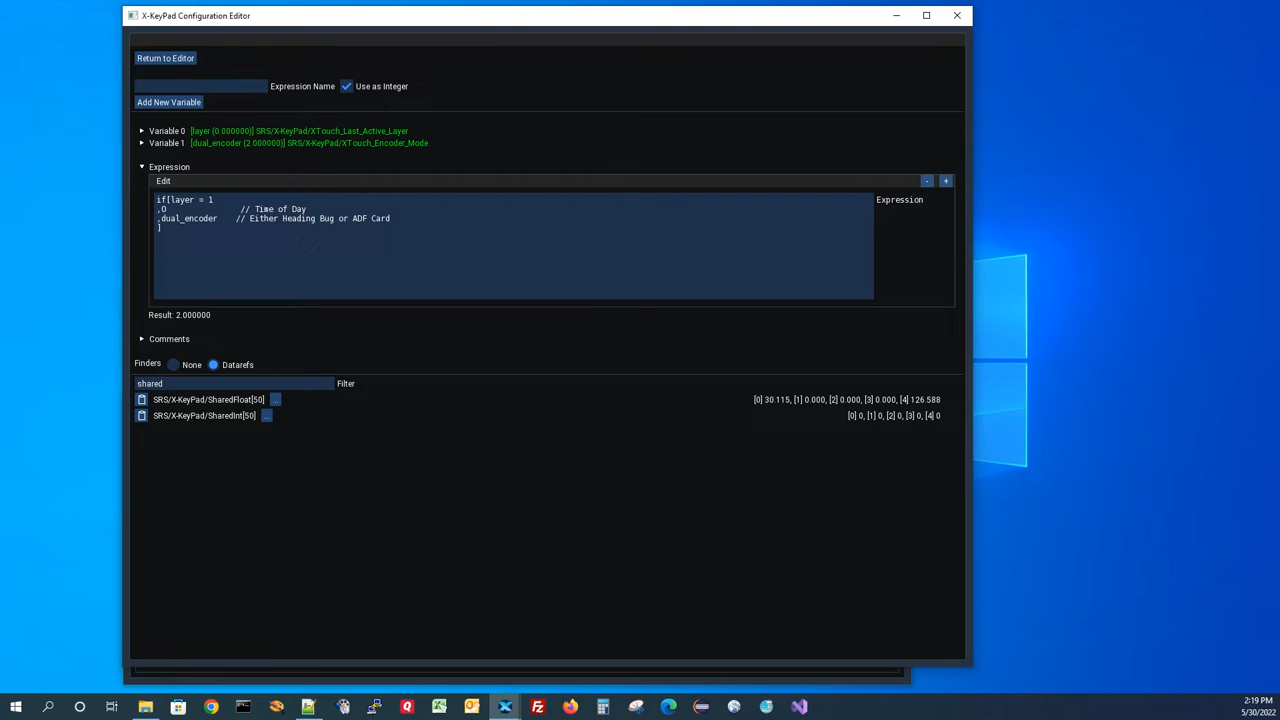 X-KeyPad Configuration Editor
Return to Editor
Expression Name Use as Integer
Add New Variable
Variable 0 [layer (0.000000)] SRS/X-KeyPad/XTouch_Last_Active_Layer
Variable 1 [dual_encoder (2.000000)] SRS/X-KeyPad/XTouch_Encoder_Mode
Expression
Edit - +
if[layer = 1
,0 // Time of Day
,dual_encoder // Either Heading Bug or ADF Card
]
Expression
Result: 2.000000
Comments
Finders None Datarefs
shared Filter
SRS/X-KeyPad/SharedFloat[50] ... [0] 30.115, [1] 0.000, [2] 0.000, [3] 0.000, [4] 126.588
SRS/X-KeyPad/SharedInt[50] ... [0] 0, [1] 0, [2] 0, [3] 0, [4] 0
2:19 PM
5/30/2022